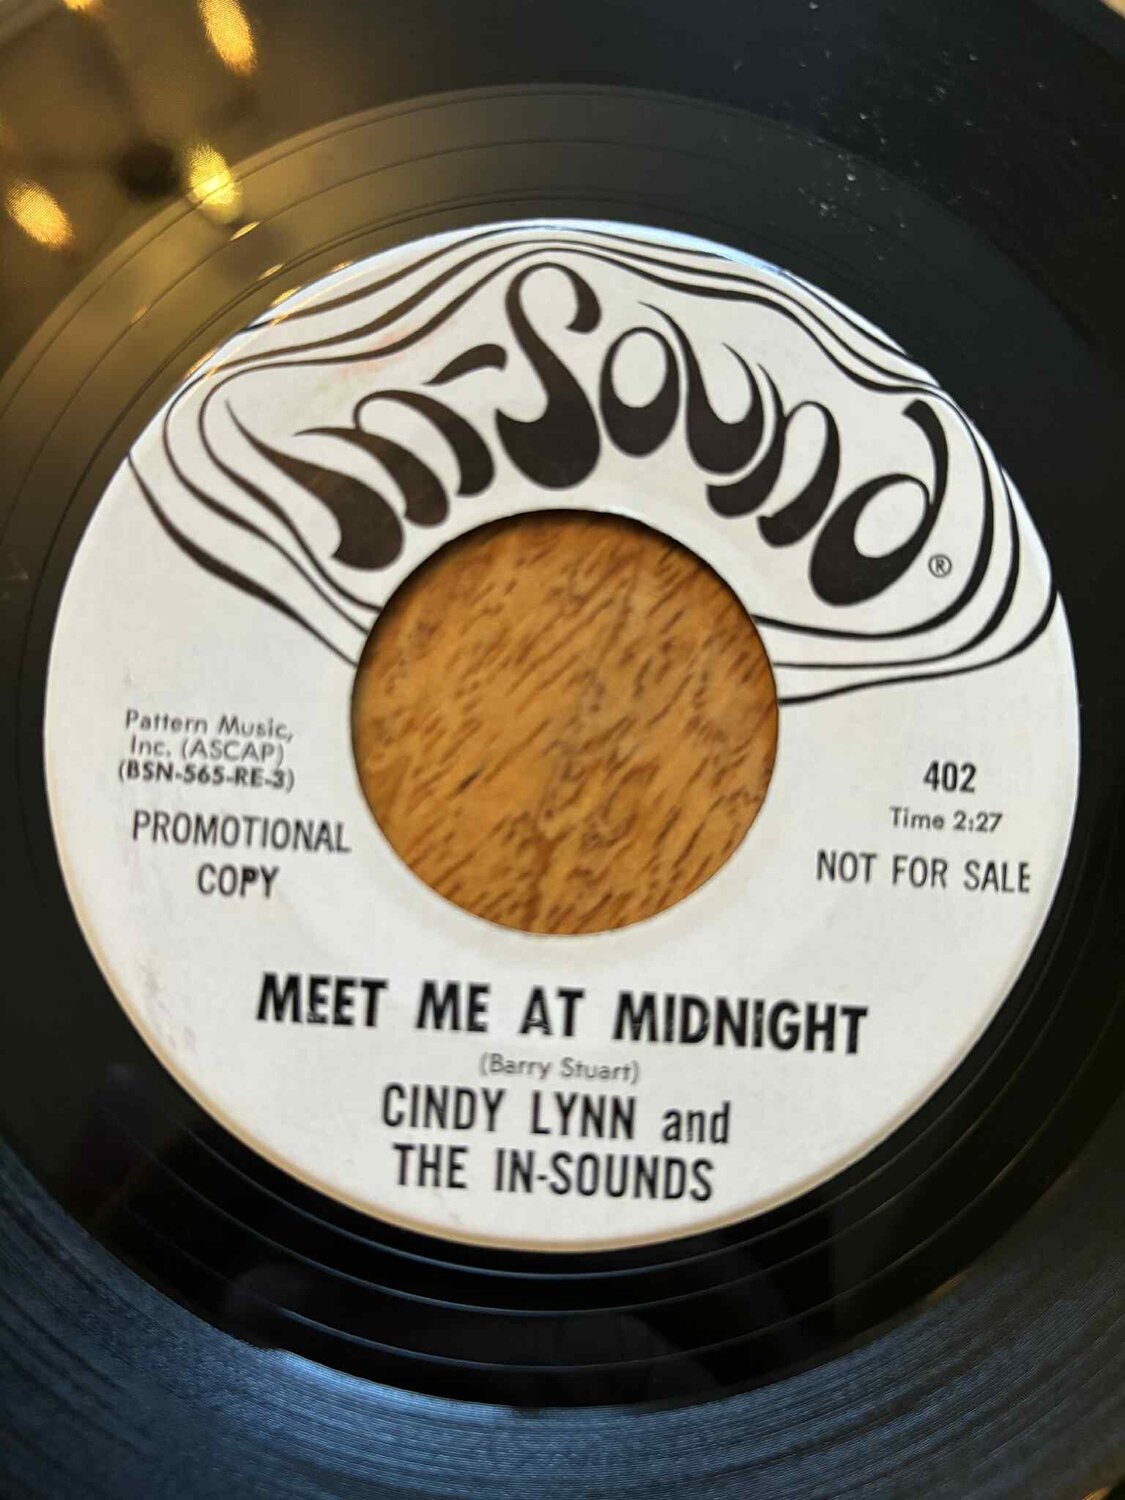 In-Sound®
Pattern Music,
Inc. (ASCAP)
(BSN-565-RE-3)
PROMOTIONAL
COPY
402
Time 2:27
NOT FOR SALE
MEET ME AT MIDNIGHT
(Barry Stuart)
CINDY LYNN and
THE IN-SOUNDS